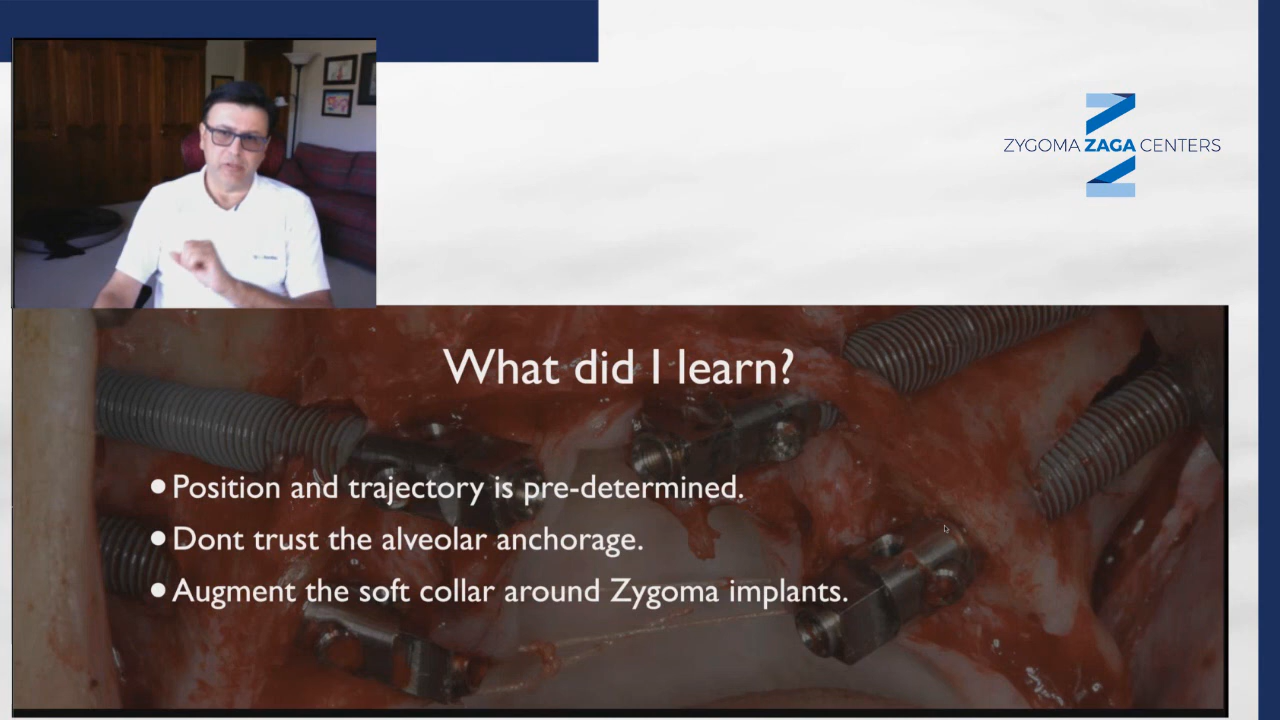 ZYGOMA ZAGA CENTERS
What did I learn?
•Position and trajectory is pre-determined.
•Dont trust the alveolar anchorage.
•Augment the soft collar around Zygoma implants.